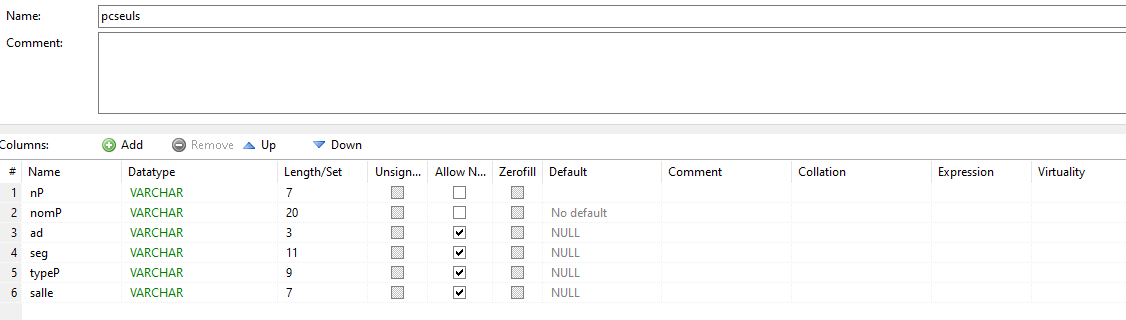 Name: pcseuls
Comment:
Columns: Add Remove Up Down
# Name Datatype Length/Set Unsign... Allow N... Zerofill Default Comment Collation Expression Virtuality
1 nP VARCHAR 7
2 nomP VARCHAR 20 No default
3 ad VARCHAR 3 NULL
4 seg VARCHAR 11 NULL
5 typeP VARCHAR 9 NULL
6 salle VARCHAR 7 NULL